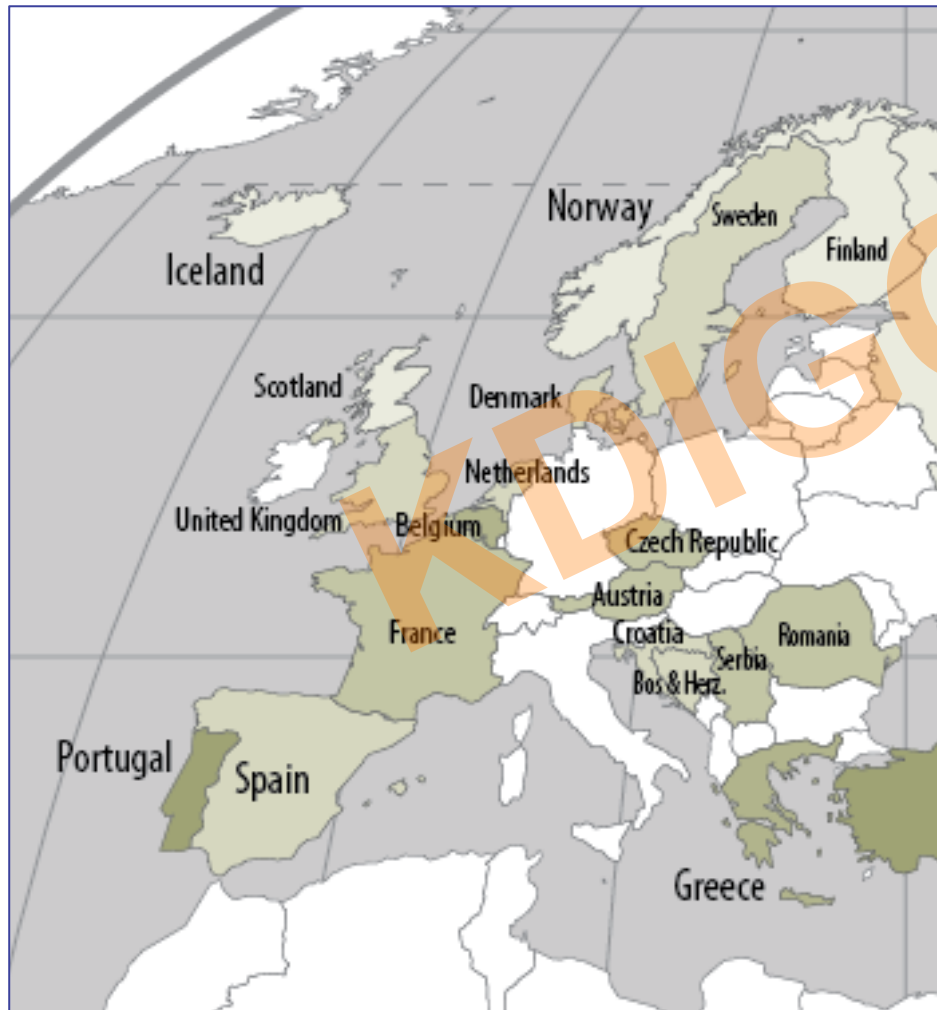 Norway
Sweden
Finland
Iceland
Scotland
Denmark
Netherlands
United Kingdom
Belgium
Czech Republic
Austria
France
Croatia
Serbia
Romania
Bos & Herz.
Portugal
Spain
Greece
KDIGO